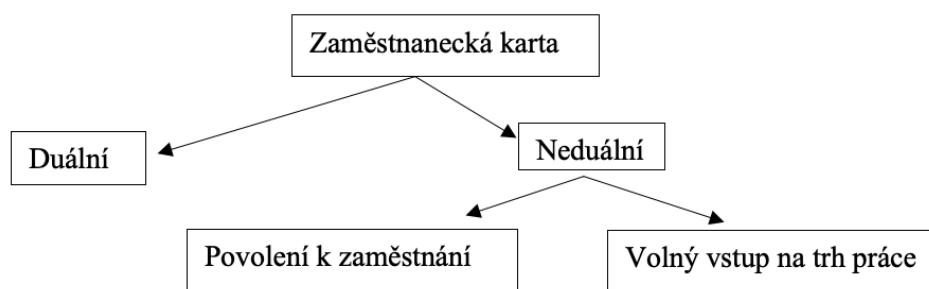 Zaměstnanecká karta
Duální
Neduální
Povolení k zaměstnání
Volný vstup na trh práce